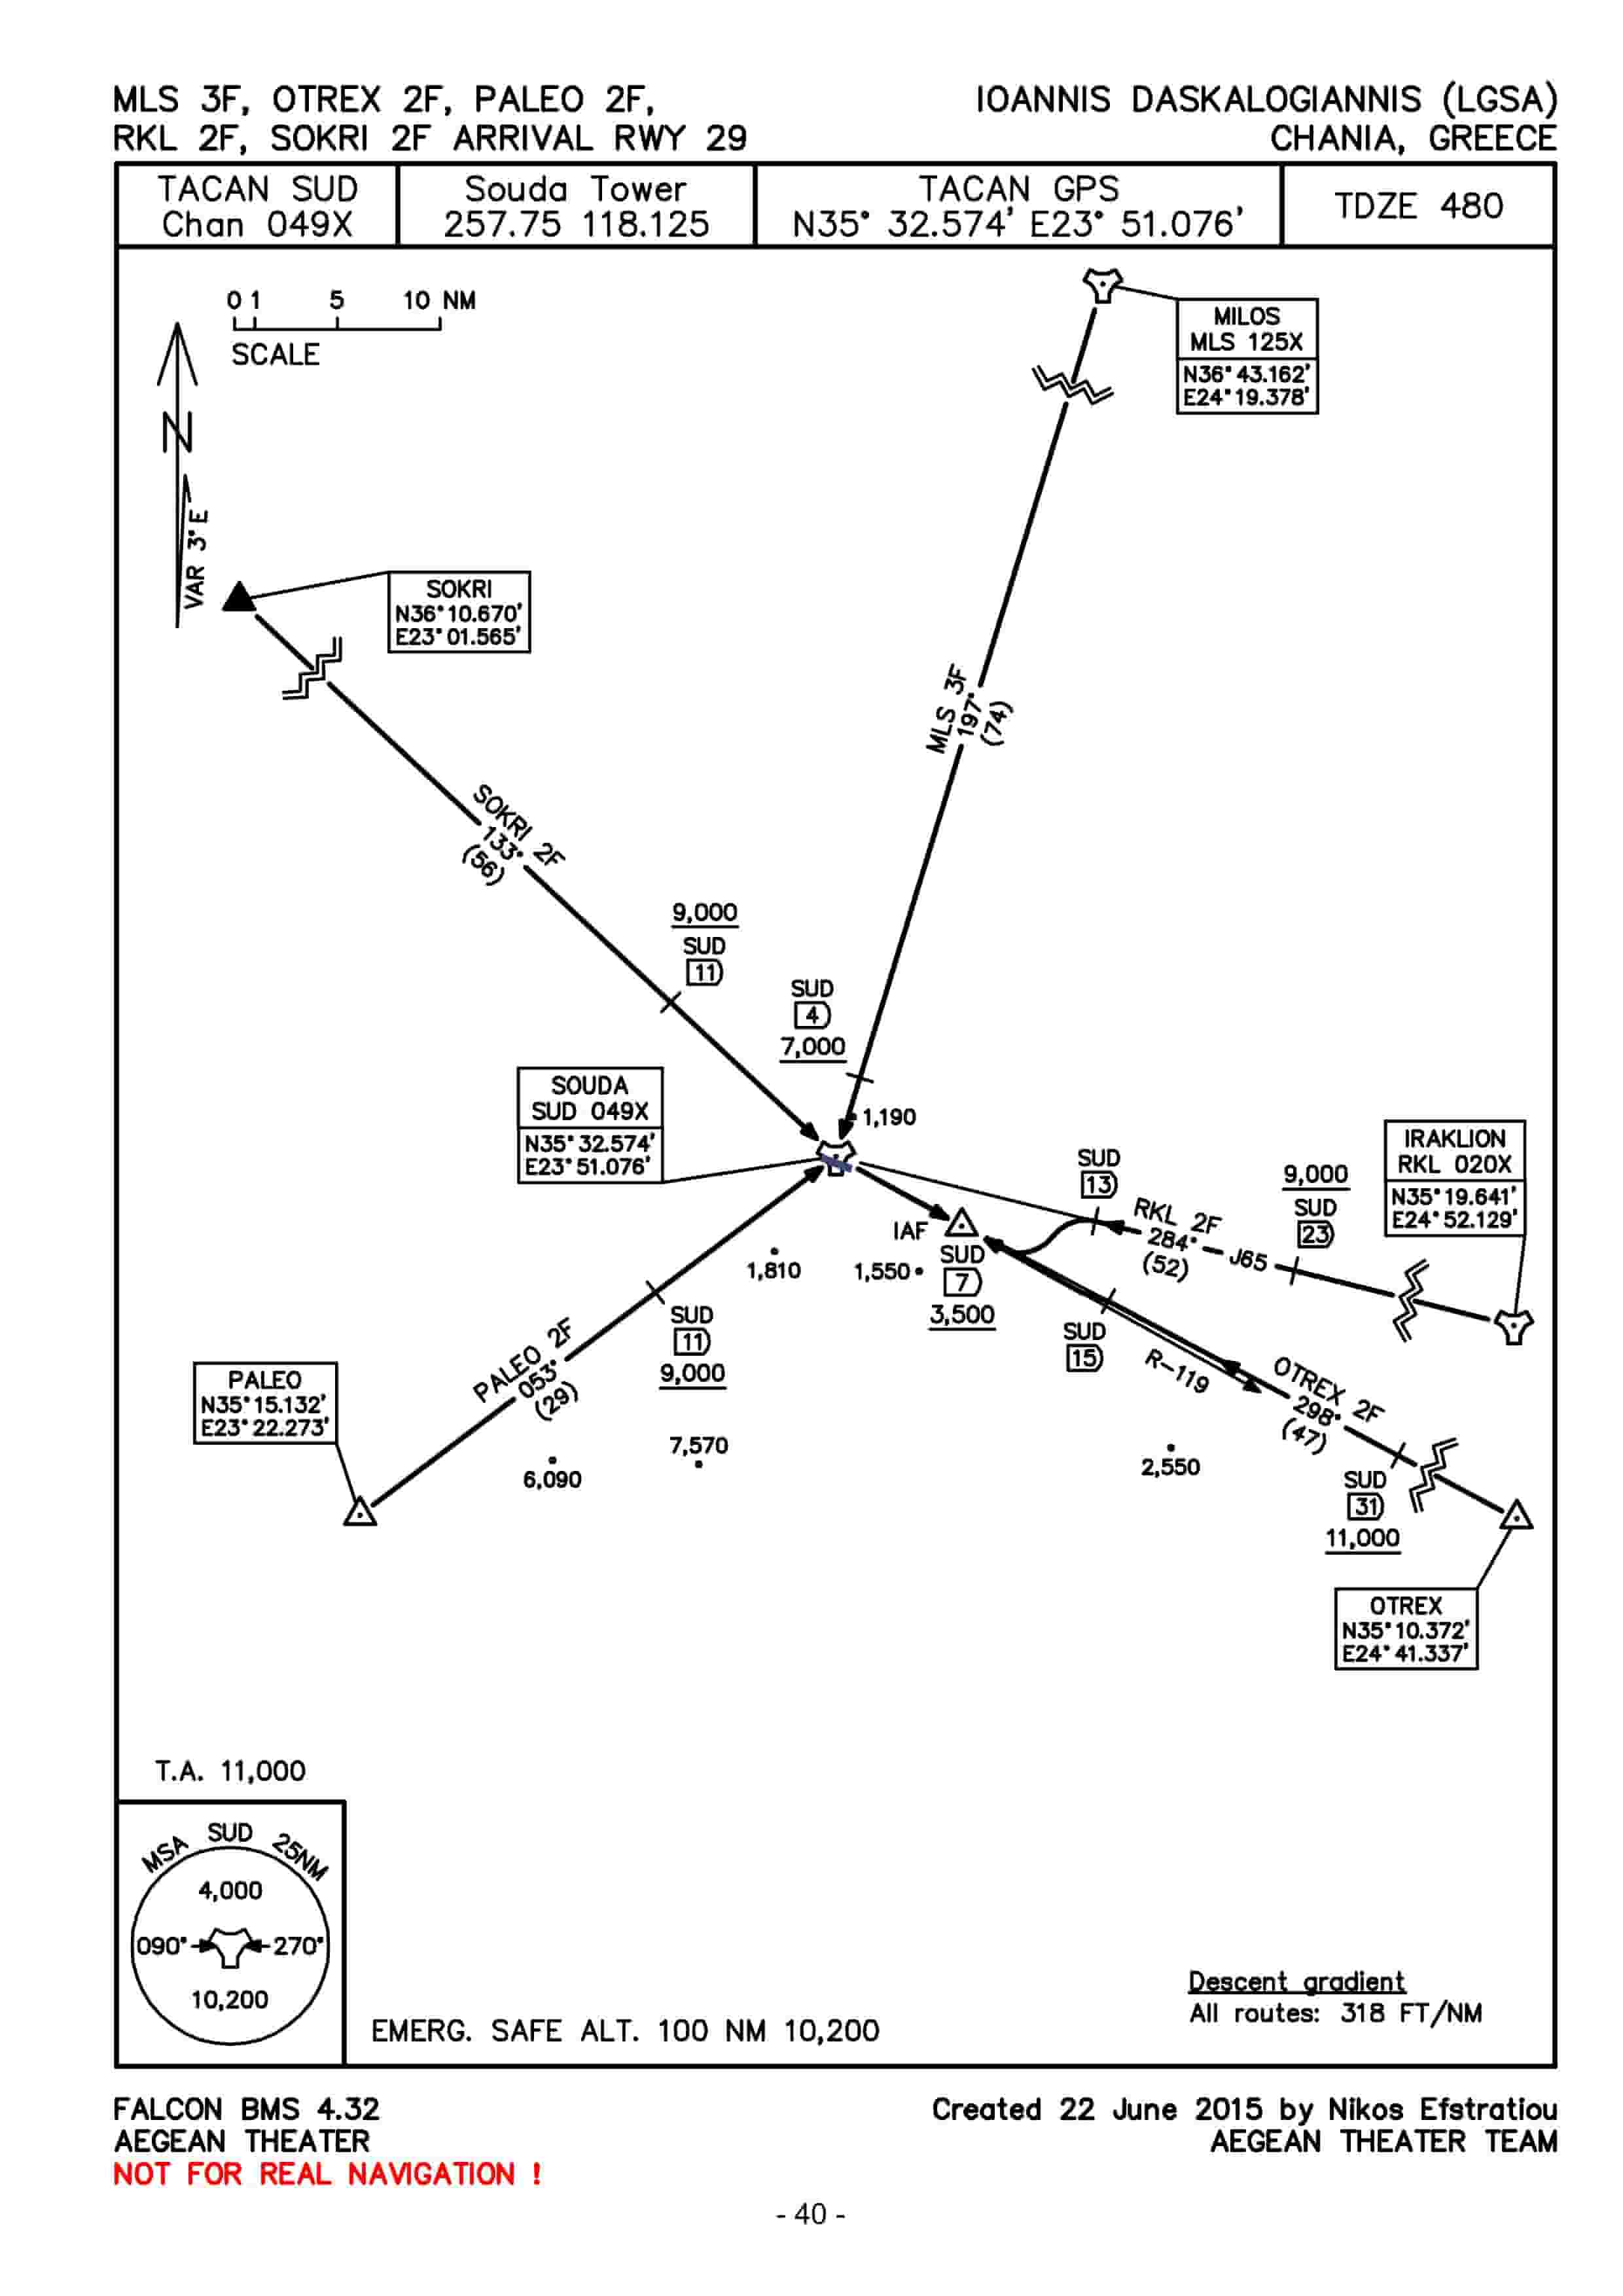 MLS 3F, OTREX 2F, PALEO 2F,
RKL 2F, SOKRI 2F ARRIVAL RWY 29
IOANNIS DASKALOGIANNIS (LGSA)
CHANIA, GREECE
TACAN SUD
Chan 049X
Souda Tower
257.75 118.125
TACAN GPS
N35° 32.574' E23° 51.076'
TDZE 480
0 1 5 10 NM
SCALE
N
VAR 3°E
MILOS
MLS 125X
N36°43.162'
E24°19.378'
SOKRI
N36°10.670'
E23°01.565'
MLS 3F
197°
(74)
SOKRI 2F
133°
(56)
9,000
SUD
11
SUD
4
7,000
SOUDA
SUD 049X
N35°32.574'
E23°51.076'
1,190
IRAKLION
RKL 020X
N35°19.641'
E24°52.129'
SUD
13
9,000
SUD
23
RKL 2F
284°
(52)
J65
IAF
SUD
7
3,500
1,810
1,550
SUD
11
9,000
SUD
15
R-119
PALEO 2F
053°
(29)
PALEO
N35°15.132'
E23°22.273'
OTREX 2F
298°
(47)
7,570
6,090
2,550
SUD
31
11,000
OTREX
N35°10.372'
E24°41.337'
T.A. 11,000
MSA SUD 25NM
4,000
090° 270°
10,200
EMERG. SAFE ALT. 100 NM 10,200
Descent gradient
All routes: 318 FT/NM
FALCON BMS 4.32
AEGEAN THEATER
NOT FOR REAL NAVIGATION !
Created 22 June 2015 by Nikos Efstratiou
AEGEAN THEATER TEAM
- 40 -